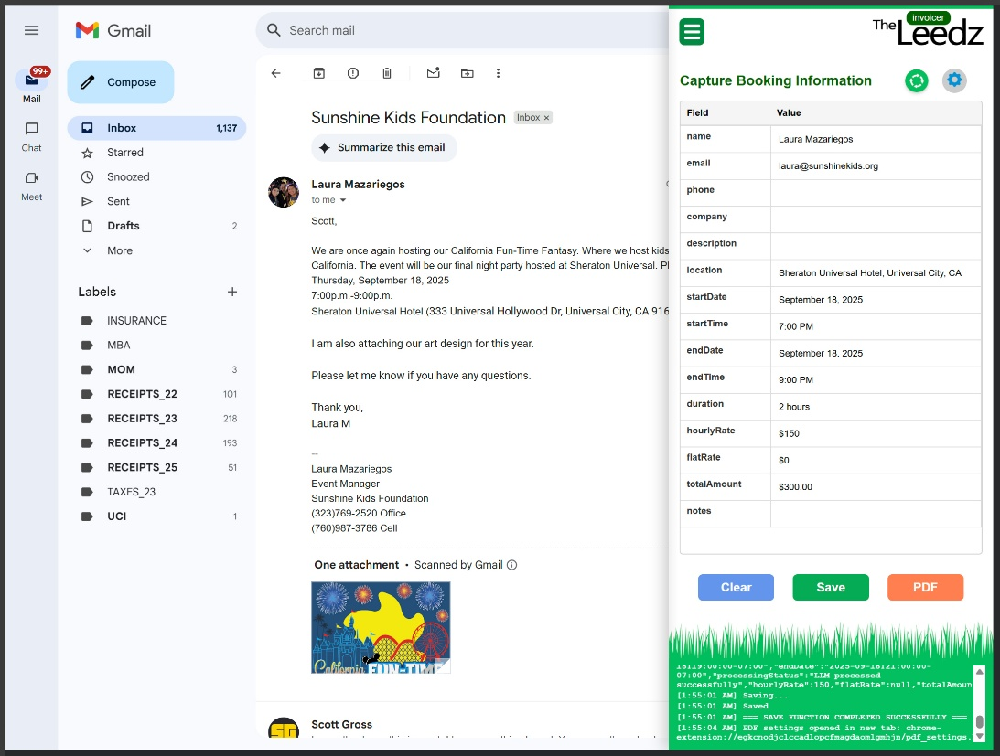 Gmail
Search mail
99+
Mail
Chat
Meet
Compose
Inbox 1,137
Starred
Snoozed
Sent
Drafts 2
More
Labels
INSURANCE
MBA
MOM 3
RECEIPTS_22 101
RECEIPTS_23 218
RECEIPTS_24 193
RECEIPTS_25 51
TAXES_23
UCI 1
Sunshine Kids Foundation Inbox ×
Summarize this email
Laura Mazariegos
to me
Scott,
We are once again hosting our California Fun-Time Fantasy. Where we host kids
California. The event will be our final night party hosted at Sheraton Universal. Pl
Thursday, September 18, 2025
7:00p.m.-9:00p.m.
Sheraton Universal Hotel (333 Universal Hollywood Dr, Universal City, CA 916
I am also attaching our art design for this year.
Please let me know if you have any questions.
Thank you,
Laura M
--
Laura Mazariegos
Event Manager
Sunshine Kids Foundation
(323)769-2520 Office
(760)987-3786 Cell
One attachment • Scanned by Gmail
California FUN-TIME
Scott Gross
invoicer
The Leedz
Capture Booking Information
Field Value
name Laura Mazariegos
email laura@sunshinekids.org
phone
company
description
location Sheraton Universal Hotel, Universal City, CA
startDate September 18, 2025
startTime 7:00 PM
endDate September 18, 2025
endTime 9:00 PM
duration 2 hours
hourlyRate $150
flatRate $0
totalAmount $300.00
notes
Clear Save PDF
07:00","processingStatus":"LLM processed
successfully","hourlyRate":150,"flatRate":null,"totalAmoun
[1:55:01 AM] Saving...
[1:55:01 AM] Saved
[1:55:01 AM] === SAVE FUNCTION COMPLETED SUCCESSFULLY ===
[1:55:04 AM] PDF settings opened in new tab: chrome-
extension://egkcnodjclccadlopcfmagdaomlgmhjn/pdf_settings.